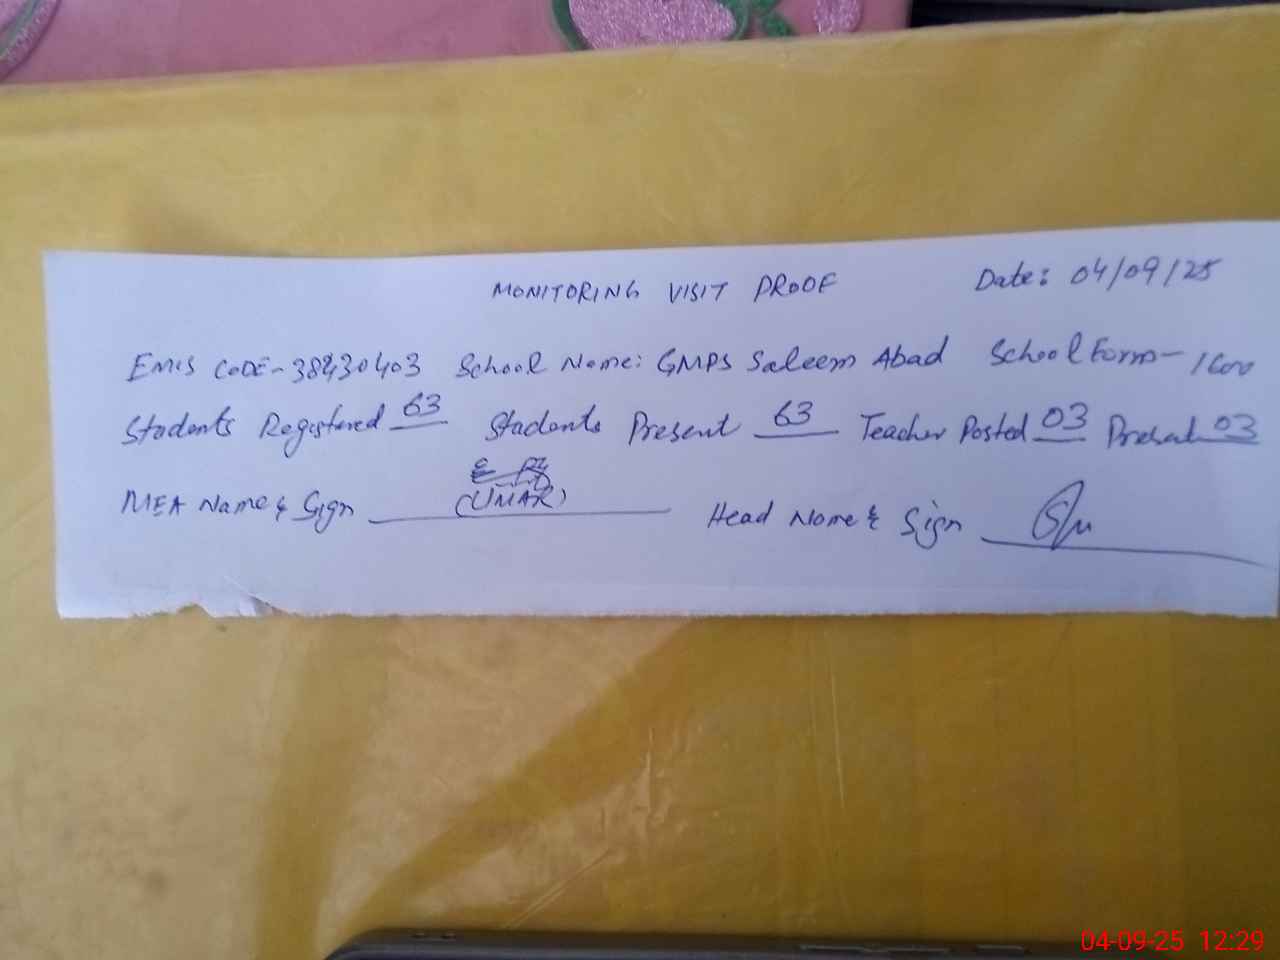 MONITORING VISIT PROOF Date: 04/09/25
EMIS CODE-38430403 School Name: GMPS Saleem Abad School Form-
Students Registered 63 Students Present 63 Teacher Posted 03 Present 03
MEA Name & Sign (UMAR) Head Name & Sign
04-09-25 12:29